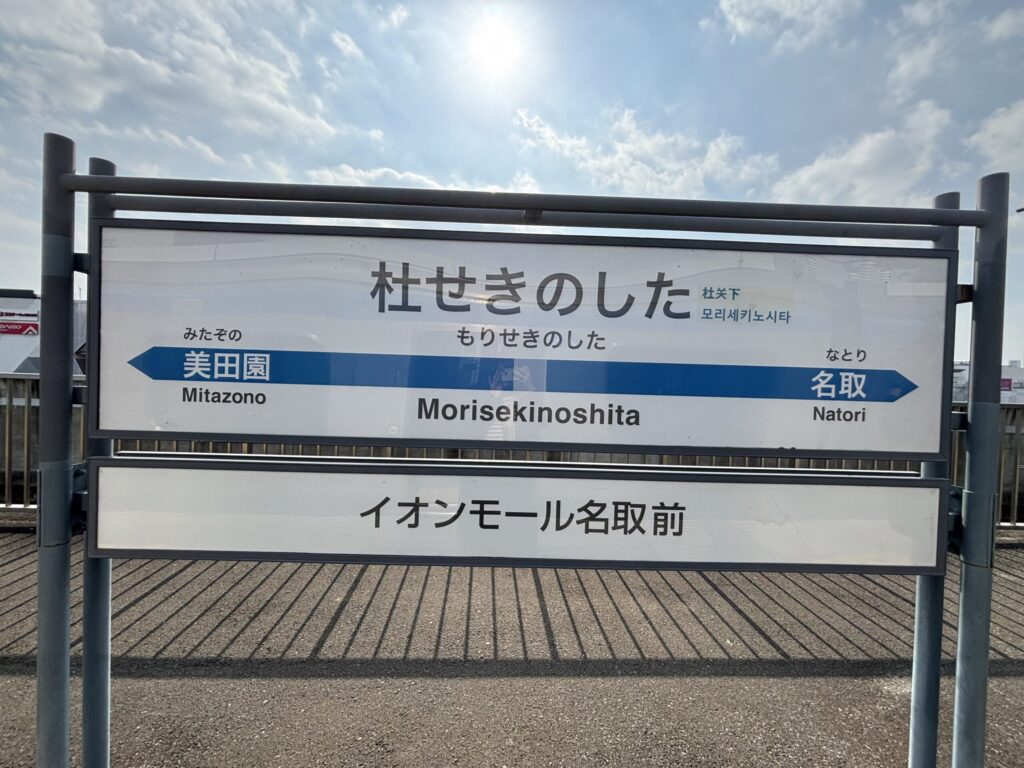 杜せきのした
杜关下
모리세키노시타
もりせきのした
みたぞの
美田園
Mitazono
なとり
名取
Natori
Morisekinoshita
イオンモール名取前
DAISO